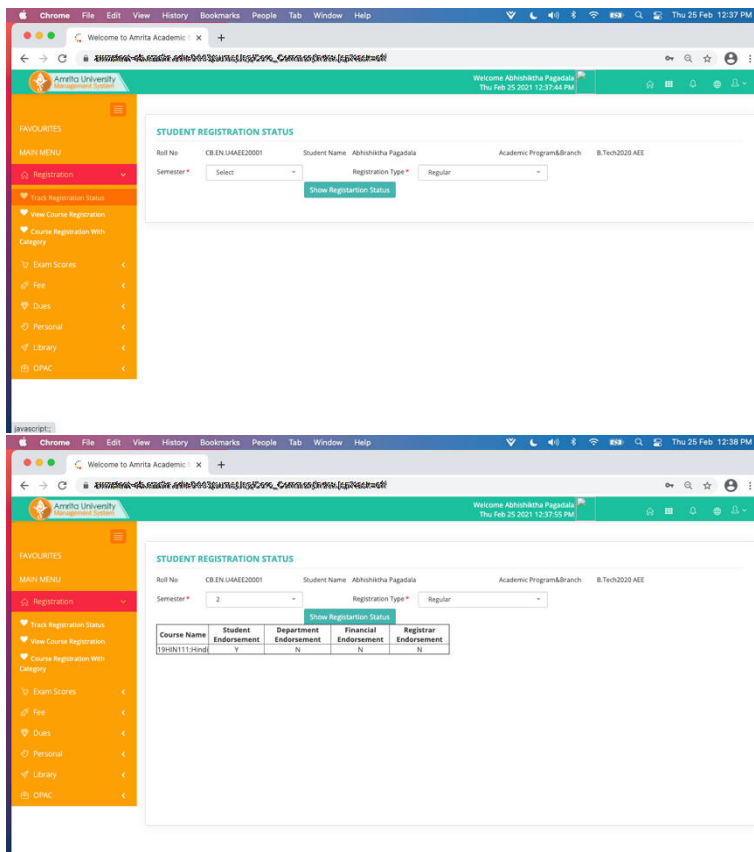 Chrome File Edit View History Bookmarks People Tab Window Help Thu 25 Feb 12:37 PM
Welcome to Amrita Academic
Amrita University
Management System
Welcome Abhishiktha Pagadala
Thu Feb 25 2021 12:37:44 PM
FAVOURITES
MAIN MENU
Registration
Track Registration Status
View Course Registration
Course Registration With
Category
Exam Scores
Fee
Dues
Personal
Library
OPAC
STUDENT REGISTRATION STATUS
Roll No CB.EN.U4AEE20001 Student Name Abhishiktha Pagadala Academic Program&Branch B.Tech2020 AEE
Semester * Select Registration Type * Regular
Show Registartion Status
javascript:;
Chrome File Edit View History Bookmarks People Tab Window Help Thu 25 Feb 12:38 PM
Welcome to Amrita Academic
Amrita University
Management System
Welcome Abhishiktha Pagadala
Thu Feb 25 2021 12:37:55 PM
FAVOURITES
MAIN MENU
Registration
Track Registration Status
View Course Registration
Course Registration With
Category
Exam Scores
Fee
Dues
Personal
Library
OPAC
STUDENT REGISTRATION STATUS
Roll No CB.EN.U4AEE20001 Student Name Abhishiktha Pagadala Academic Program&Branch B.Tech2020 AEE
Semester * 2 Registration Type * Regular
Show Registartion Status
Course Name Student Endorsement Department Endorsement Financial Endorsement Registrar Endorsement
19HIN111:Hindi Y N N N